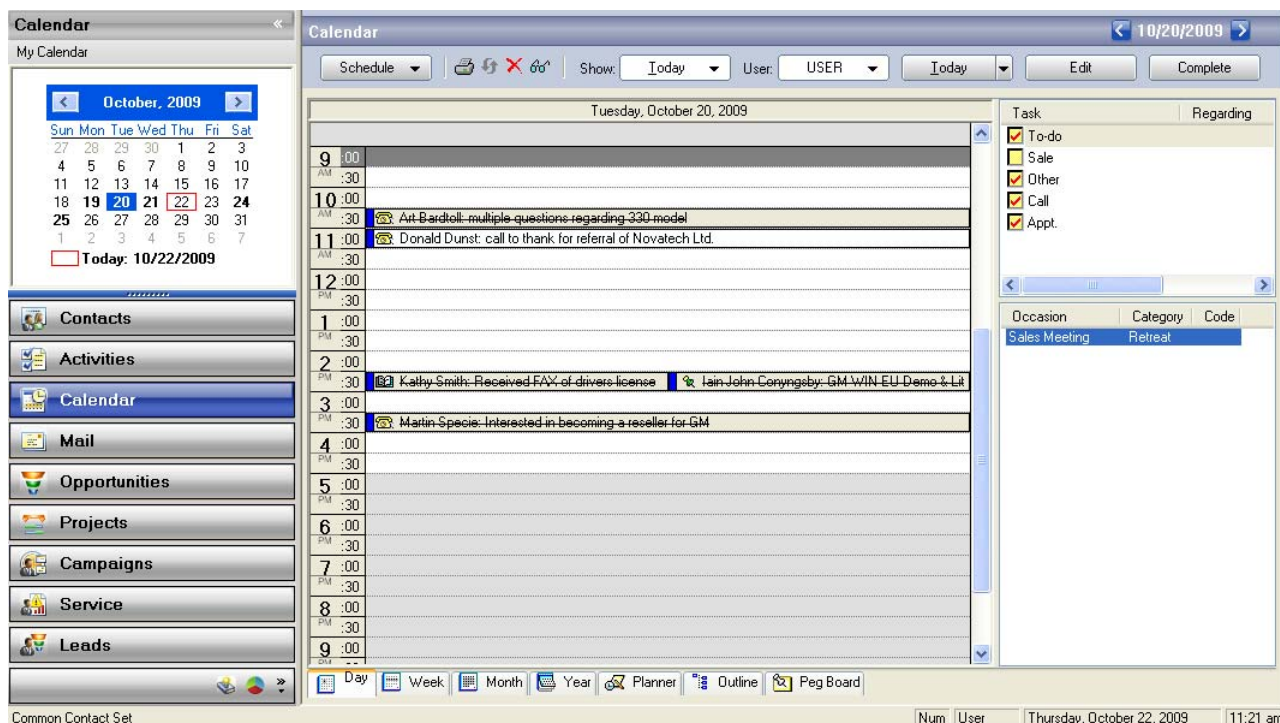 Calendar
My Calendar
October, 2009
Sun Mon Tue Wed Thu Fri Sat
27 28 29 30 1 2 3
4 5 6 7 8 9 10
11 12 13 14 15 16 17
18 19 20 21 22 23 24
25 26 27 28 29 30 31
1 2 3 4 5 6 7
Today: 10/22/2009
Contacts
Activities
Calendar
Mail
Opportunities
Projects
Campaigns
Service
Leads
Calendar
10/20/2009
Schedule Show: Today User: USER Today Edit Complete
Tuesday, October 20, 2009
9 :00
AM :30
10 :00
AM :30 Art Bardtoll: multiple questions regarding 330 model
11 :00 Donald Dunst: call to thank for referral of Novatech Ltd.
AM :30
12 :00
PM :30
1 :00
PM :30
2 :00
PM :30 Kathy Smith: Received FAX of drivers license Iain John Conyngsby: GM WIN EU Demo & Lit
3 :00
PM :30 Martin Specie: Interested in becoming a reseller for GM
4 :00
PM :30
5 :00
PM :30
6 :00
PM :30
7 :00
PM :30
8 :00
PM :30
9 :00
Task Regarding
To-do
Sale
Other
Call
Appt.
Occasion Category Code
Sales Meeting Retreat
Day Week Month Year Planner Outline Peg Board
Common Contact Set Num User Thursday, October 22, 2009 11:21 am